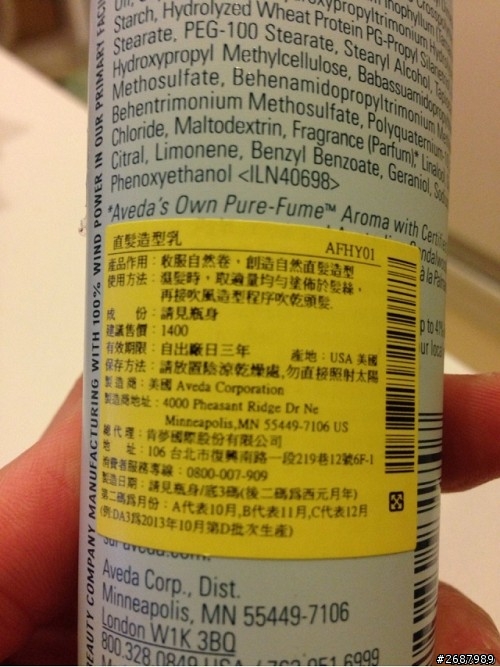 BEAUTY COMPANY MANUFACTURING WITH 100% WIND POWER IN OUR PRIMARY FACI
Starch, Hydrolyzed Wheat Protein PG-Propyl
Stearate, PEG-100 Stearate, Stearyl Alcohol,
Hydroxypropyl Methylcellulose,
Methosulfate, Behenamidopropyltrimonium
Behentrimonium Methosulfate,
Chloride, Maltodextrin, Fragrance (Parfum),*
Citral, Limonene, Benzyl Benzoate, Geraniol,
Phenoxyethanol <ILN40698>
*Aveda's Own Pure-Fume™ Aroma with
直髮造型乳 AFHY01
產品作用：收服自然卷，創造自然直髮造型
使用方法：濕髮時，取適量均勻塗佈於髮絲，
再接吹風造型程序吹乾頭髮.
成　份：請見瓶身
建議售價：1400
有效期限：自出廠日三年 產地：USA 美國
保存方法：請放置陰涼乾燥處,勿直接照射太陽
製造商：美國 Aveda Corporation
製造商地址：4000 Pheasant Ridge Dr Ne
Minneapolis,MN 55449-7106 US
總代理：肯夢國際股份有限公司
地　址：106 台北市復興南路一段219巷12號6F-1
消費者服務專線：0800-007-909
製造日期：請見瓶身/底3碼(後二碼為西元月年)
第二碼為月份：A代表10月,B代表11月,C代表12月
(例:DA3為2013年10月第D批次生產)
Aveda Corp., Dist.
Minneapolis, MN 55449-7106
London W1K 3BQ
800.328.0849
#2687989